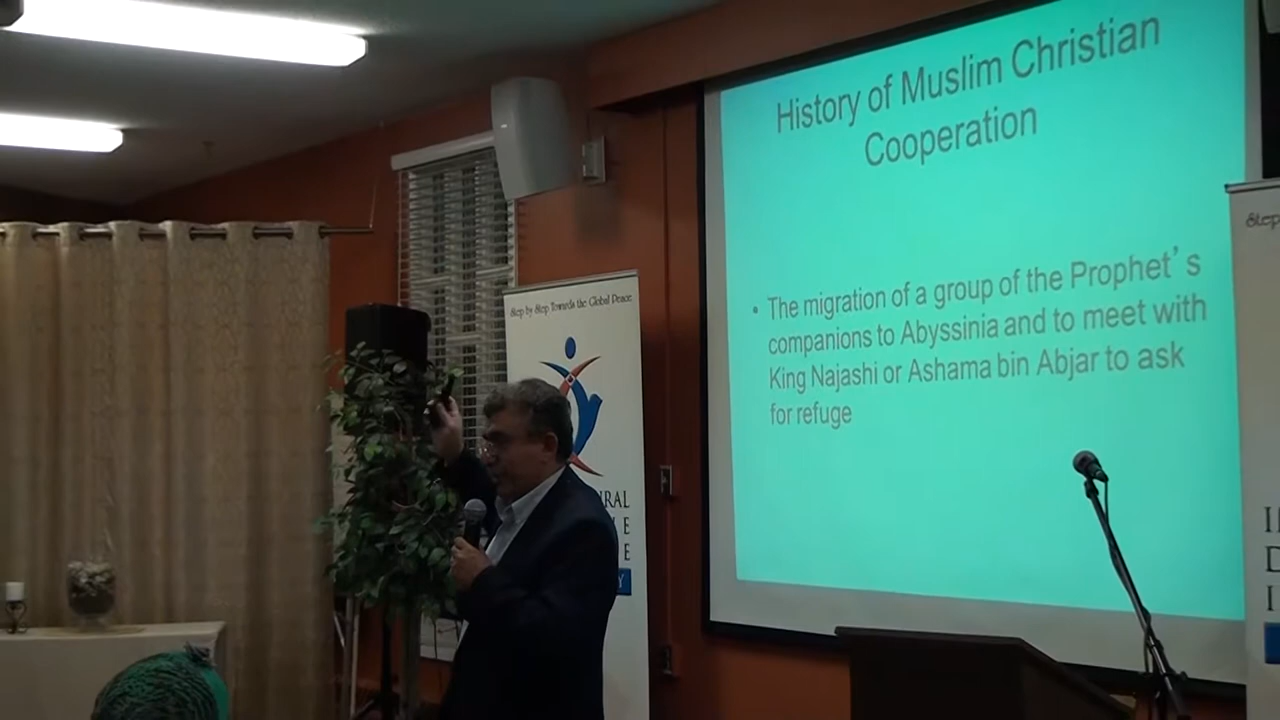 History of Muslim Christian
Cooperation
• The migration of a group of the Prophet's
companions to Abyssinia and to meet with
King Najashi or Ashama bin Abjar to ask
for refuge
Step by Step Towards the Global Peace
Step